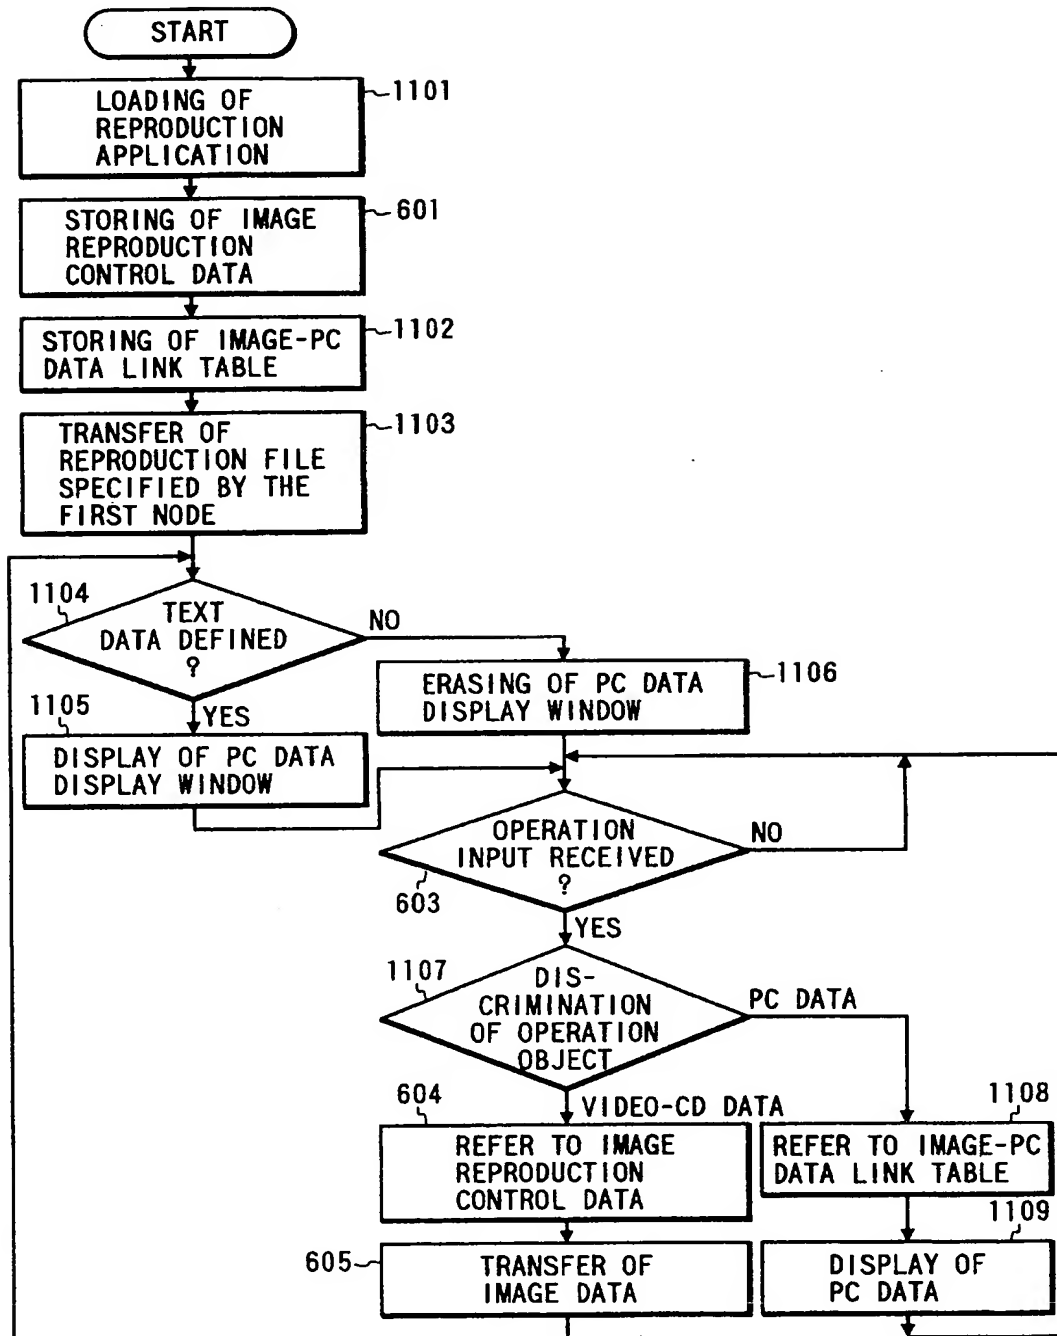 START
LOADING OF
REPRODUCTION
APPLICATION
1101
STORING OF IMAGE
REPRODUCTION
CONTROL DATA
601
STORING OF IMAGE-PC
DATA LINK TABLE
1102
TRANSFER OF
REPRODUCTION FILE
SPECIFIED BY THE
FIRST NODE
1103
1104
TEXT
DATA DEFINED
?
NO
YES
1105
DISPLAY OF PC DATA
DISPLAY WINDOW
ERASING OF PC DATA
DISPLAY WINDOW
1106
OPERATION
INPUT RECEIVED
?
603
NO
YES
1107
DIS-
CRIMINATION
OF OPERATION
OBJECT
PC DATA
VIDEO-CD DATA
604
REFER TO IMAGE
REPRODUCTION
CONTROL DATA
1108
REFER TO IMAGE-PC
DATA LINK TABLE
605
TRANSFER OF
IMAGE DATA
1109
DISPLAY OF
PC DATA